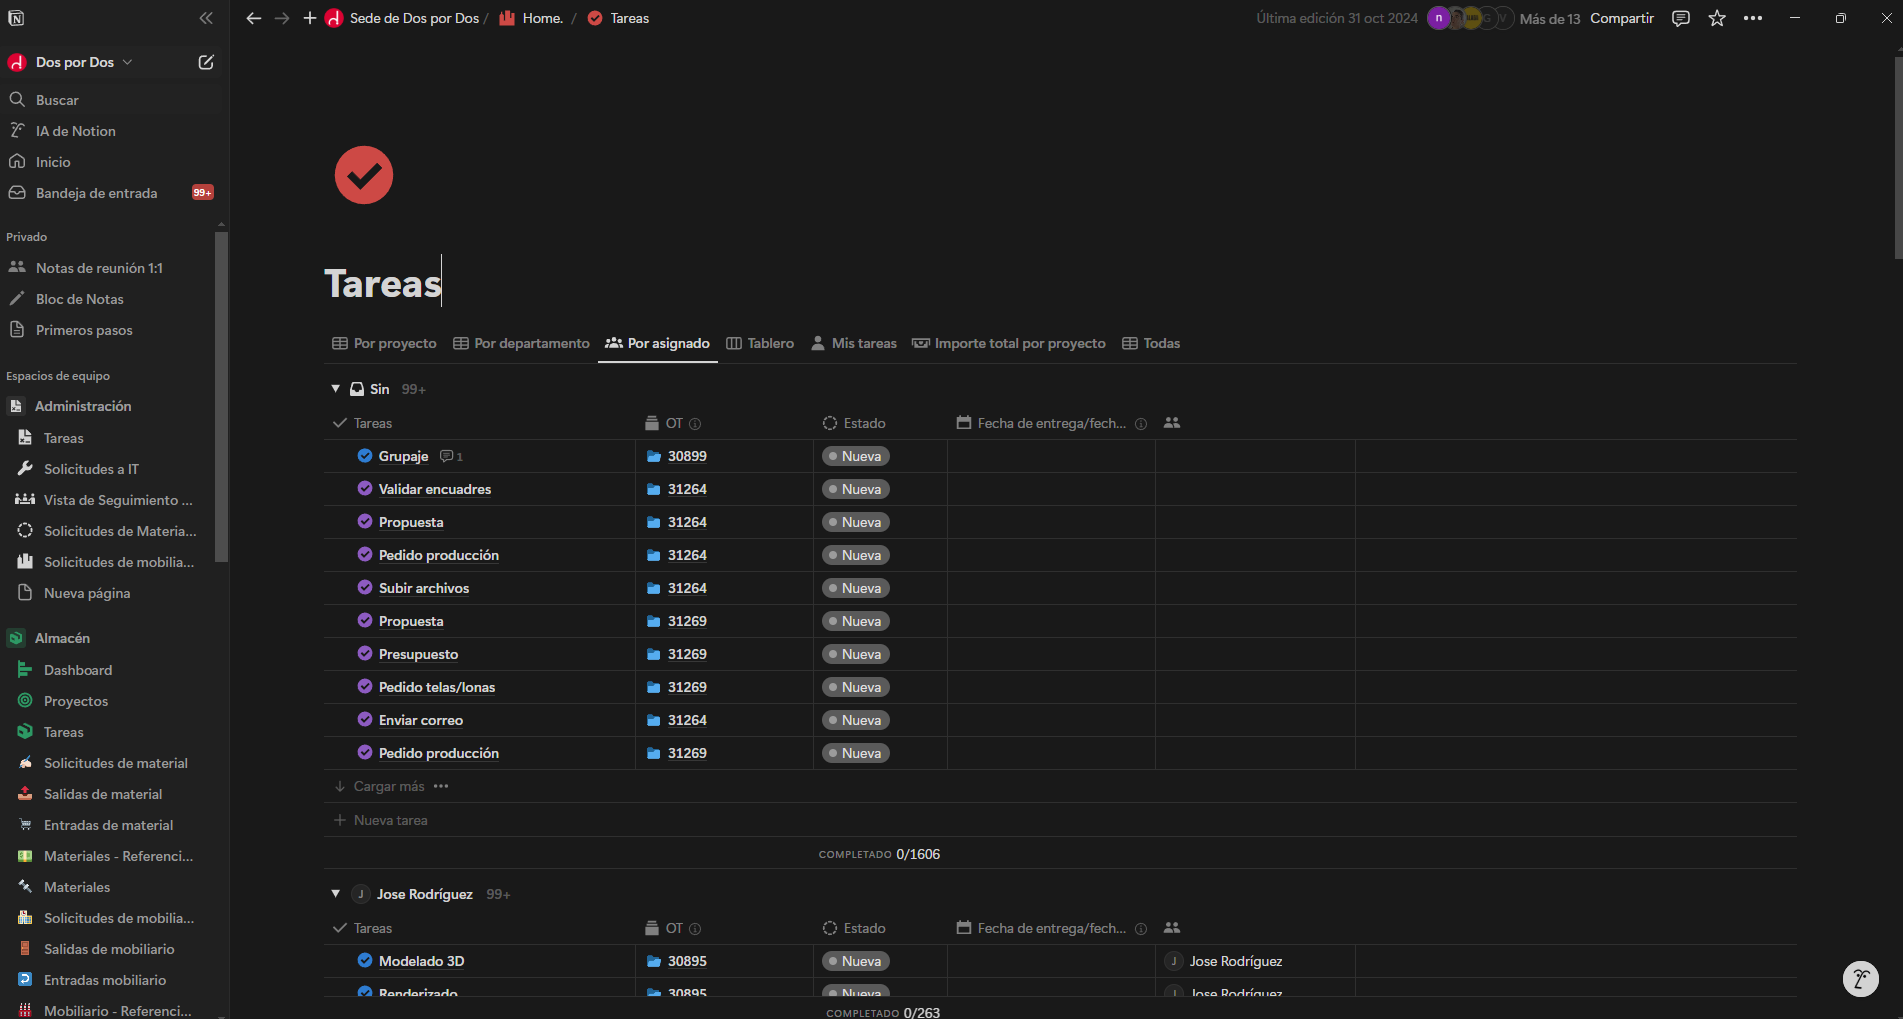 Sede de Dos por Dos / Home. / Tareas
Última edición 31 oct 2024
n
G
V
Más de 13
Compartir
Dos por Dos
Buscar
IA de Notion
Inicio
Bandeja de entrada 99+
Privado
Notas de reunión 1:1
Bloc de Notas
Primeros pasos
Espacios de equipo
Administración
Tareas
Solicitudes a IT
Vista de Seguimiento ...
Solicitudes de Materia...
Solicitudes de mobilia...
Nueva página
Almacén
Dashboard
Proyectos
Tareas
Solicitudes de material
Salidas de material
Entradas de material
Materiales - Referenci...
Materiales
Solicitudes de mobilia...
Salidas de mobiliario
Entradas mobiliario
Mobiliario - Referenci...
Tareas
Por proyecto Por departamento Por asignado Tablero Mis tareas Importe total por proyecto Todas
Sin 99+
Tareas OT Estado Fecha de entrega/fech...
Grupaje 1 30899 Nueva
Validar encuadres 31264 Nueva
Propuesta 31264 Nueva
Pedido producción 31264 Nueva
Subir archivos 31264 Nueva
Propuesta 31269 Nueva
Presupuesto 31269 Nueva
Pedido telas/lonas 31269 Nueva
Enviar correo 31264 Nueva
Pedido producción 31269 Nueva
Cargar más •••
Nueva tarea
COMPLETADO 0/1606
J Jose Rodríguez 99+
Tareas OT Estado Fecha de entrega/fech...
Modelado 3D 30895 Nueva J Jose Rodríguez
Renderizado 30895 Nueva J Jose Rodríguez
COMPLETADO 0/263